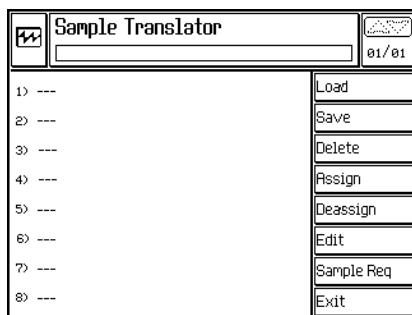 Sample Translator
01/01
1) ---
2) ---
3) ---
4) ---
5) ---
6) ---
7) ---
8) ---
Load
Save
Delete
Assign
Deassign
Edit
Sample Req
Exit